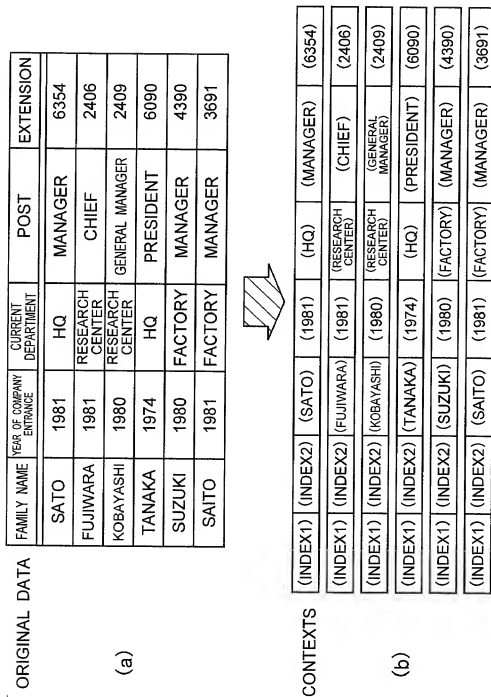 ORIGINAL DATA
FAMILY NAME YEAR OF COMPANY ENTRANCE CURRENT DEPARTMENT POST EXTENSION
SATO 1981 HQ MANAGER 6354
FUJIWARA 1981 RESEARCH CENTER CHIEF 2406
KOBAYASHI 1980 RESEARCH CENTER GENERAL MANAGER 2409
TANAKA 1974 HQ PRESIDENT 6090
SUZUKI 1980 FACTORY MANAGER 4390
SAITO 1981 FACTORY MANAGER 3691
(a)
CONTEXTS
(INDEX1) (INDEX2) (SATO) (1981) (HQ) (MANAGER) (6354)
(INDEX1) (INDEX2) (FUJIWARA) (1981) (RESEARCH CENTER) (CHIEF) (2406)
(INDEX1) (INDEX2) (KOBAYASHI) (1980) (RESEARCH CENTER) (GENERAL MANAGER) (2409)
(INDEX1) (INDEX2) (TANAKA) (1974) (HQ) (PRESIDENT) (6090)
(INDEX1) (INDEX2) (SUZUKI) (1980) (FACTORY) (MANAGER) (4390)
(INDEX1) (INDEX2) (SAITO) (1981) (FACTORY) (MANAGER) (3691)
(b)